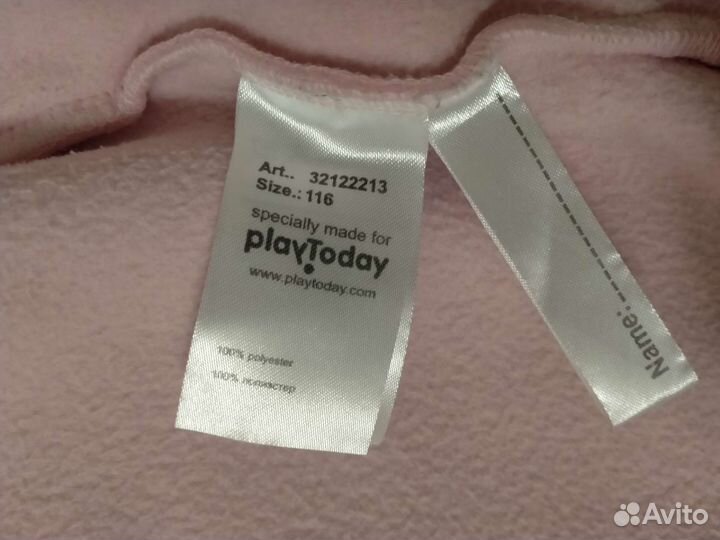 Art.. 32122213
Size.: 116
specially made for
playToday
www.playtoday.com
100% polyester
100% полиэстер
Name:
Avito